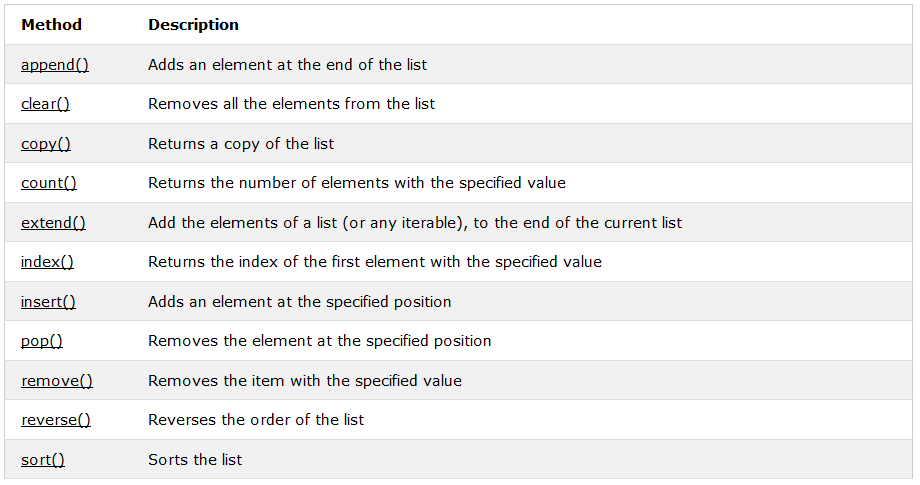 Method Description
append() Adds an element at the end of the list
clear() Removes all the elements from the list
copy() Returns a copy of the list
count() Returns the number of elements with the specified value
extend() Add the elements of a list (or any iterable), to the end of the current list
index() Returns the index of the first element with the specified value
insert() Adds an element at the specified position
pop() Removes the element at the specified position
remove() Removes the item with the specified value
reverse() Reverses the order of the list
sort() Sorts the list